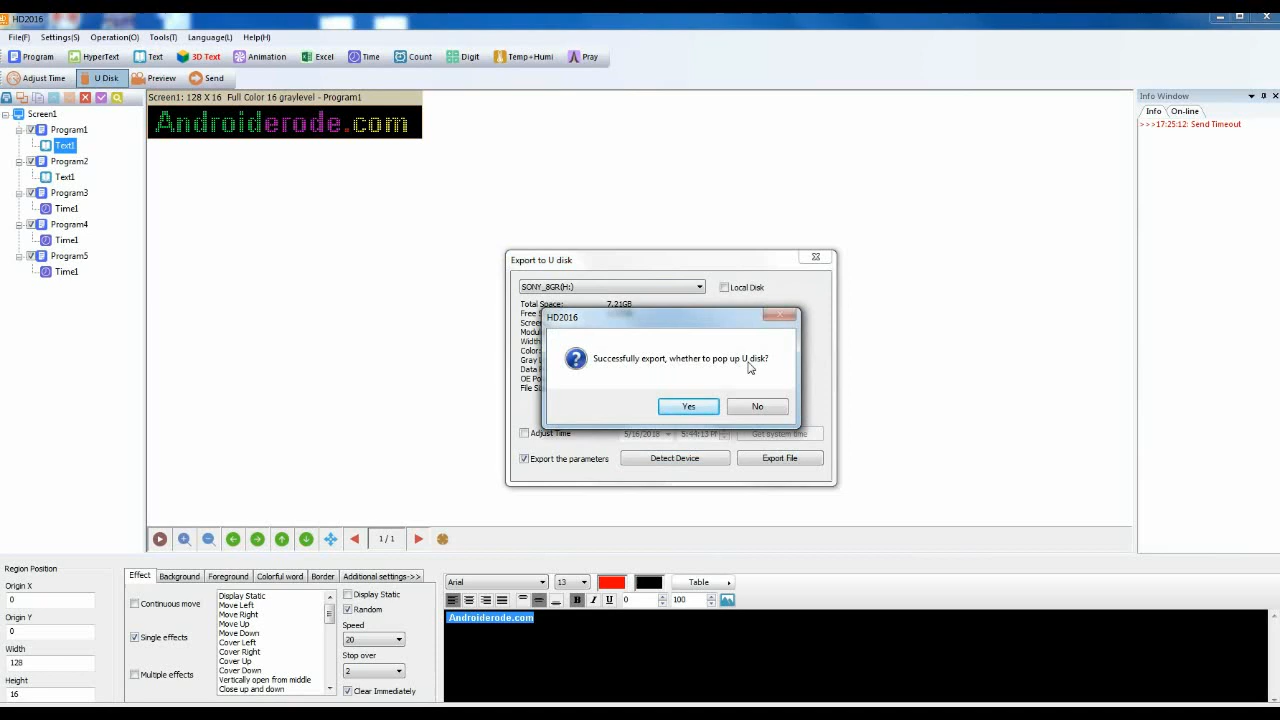 HD2016
File(F) Settings(S) Operation(O) Tools(T) Language(L) Help(H)
Program HyperText Text 3D Text Animation Excel Time Count Digit Temp+Humi Pray
Adjust Time U Disk Preview Send
Screen1
Program1
Text1
Program2
Text1
Program3
Time1
Program4
Time1
Program5
Time1
Screen1: 128 X 16 Full Color 16 graylevel - Program1
Androiderode.com
Info Window
Info On-line
>>>17:25:12: Send Timeout
Export to U disk
SONY_8GR(H:) Local Disk
Total Space: 7.21GB
HD2016
Successfully export, whether to pop up U disk?
Yes No
Adjust Time 5/16/2018 5:44:13 Get system time
Export the parameters Detect Device Export File
1 / 1
Region Position
Origin X
0
Origin Y
0
Width
128
Height
16
Effect Background Foreground Colorful word Border Additional settings>>>
Continuous move
Single effects
Multiple effects
Display Static
Move Left
Move Right
Move Up
Move Down
Cover Left
Cover Right
Cover Up
Cover Down
Vertically open from middle
Close up and down
Display Static
Random
Speed
20
Stop over
2
Clear Immediately
Arial 13 Table
B I U 0 100
Androiderode.com